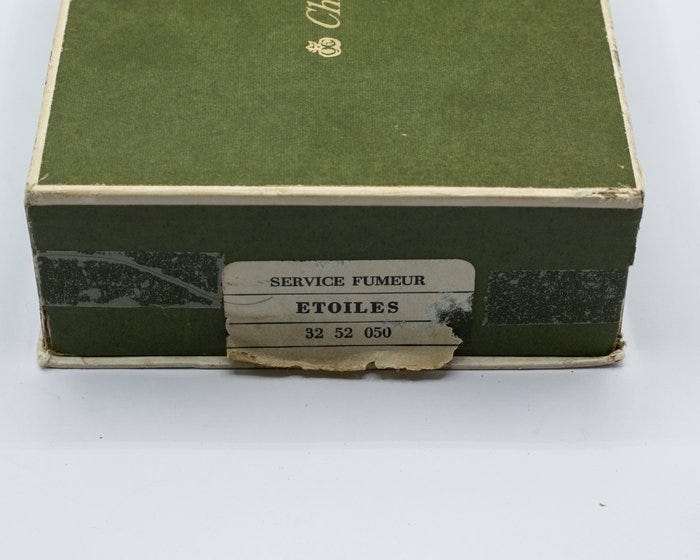 Ch
SERVICE FUMEUR
ETOILES
32 52 050